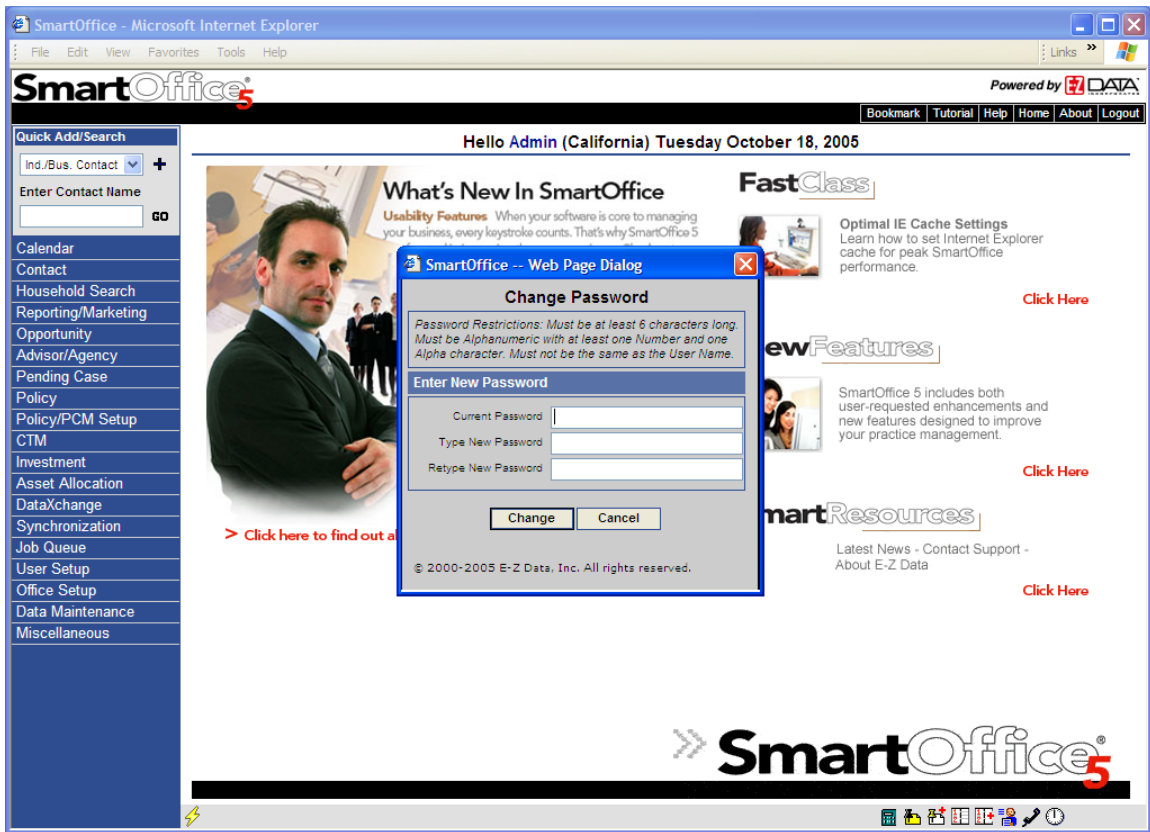 SmartOffice - Microsoft Internet Explorer
File Edit View Favorites Tools Help
Links »
SmartOffice 5
Powered by EZ DATA
Bookmark Tutorial Help Home About Logout
Quick Add/Search
Hello Admin (California) Tuesday October 18, 2005
Ind./Bus. Contact
Enter Contact Name
GO
Calendar
Contact
Household Search
Reporting/Marketing
Opportunity
Advisor/Agency
Pending Case
Policy
Policy/PCM Setup
CTM
Investment
Asset Allocation
DataXchange
Synchronization
Job Queue
User Setup
Office Setup
Data Maintenance
Miscellaneous
What's New In SmartOffice
Usability Features When your software is core to managing
your business, every keystroke counts. That's why SmartOffice 5
> Click here to find out a
SmartOffice -- Web Page Dialog
Change Password
Password Restrictions: Must be at least 6 characters long.
Must be Alphanumeric with at least one Number and one
Alpha character. Must not be the same as the User Name.
Enter New Password
Current Password
Type New Password
Retype New Password
Change Cancel
© 2000-2005 E-Z Data, Inc. All rights reserved.
FastClass
Optimal IE Cache Settings
Learn how to set Internet Explorer
cache for peak SmartOffice
performance.
Click Here
ewFeatures
SmartOffice 5 includes both
user-requested enhancements and
new features designed to improve
your practice management.
Click Here
martResources
Latest News - Contact Support -
About E-Z Data
Click Here
SmartOffice® 5